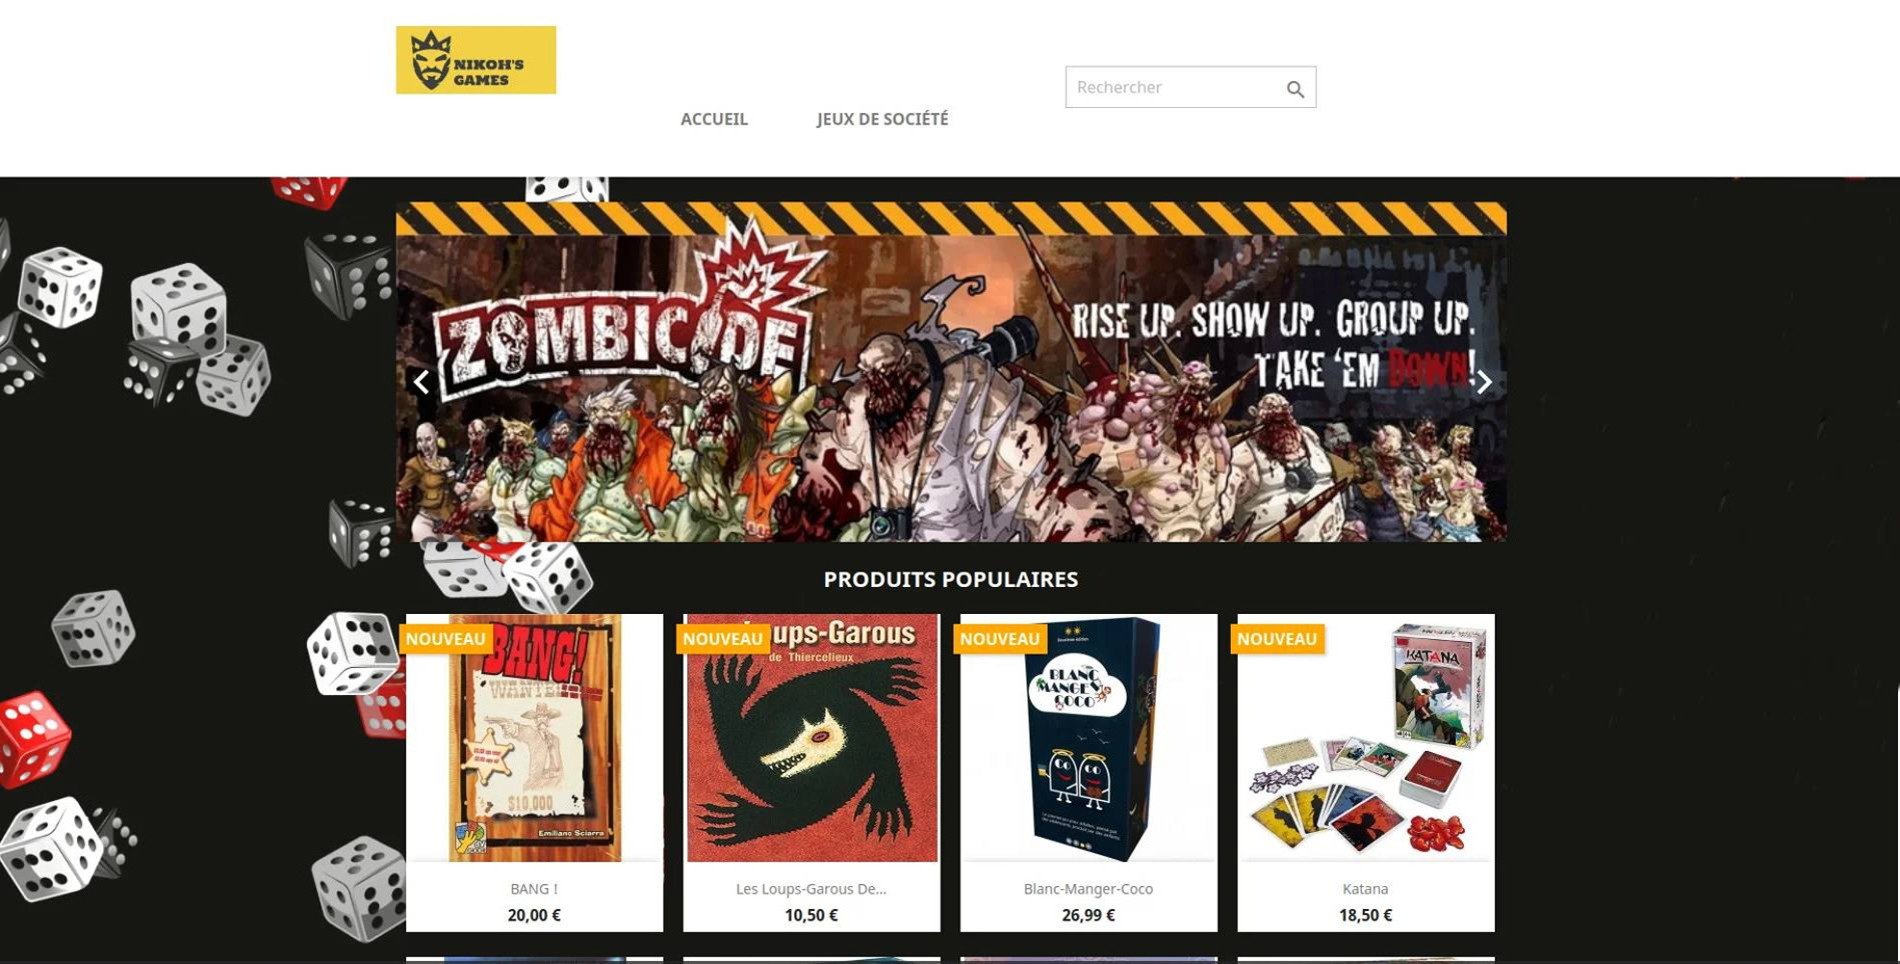 NIKOH'S
GAMES
Rechercher
ACCUEIL
JEUX DE SOCIÉTÉ
ZOMBICIDE
RISE UP. SHOW UP. GROUP UP.
TAKE ‘EM DOWN!
PRODUITS POPULAIRES
NOUVEAU
BANG!
WANTED
$10,000
Emiliano Sciarra
BANG !
20,00 €
NOUVEAU
ups-Garous
de Thiercelieux
Les Loups-Garous De...
10,50 €
NOUVEAU
BLANC
MANGER
COCO
Blanc-Manger-Coco
26,99 €
NOUVEAU
KATANA
Katana
18,50 €